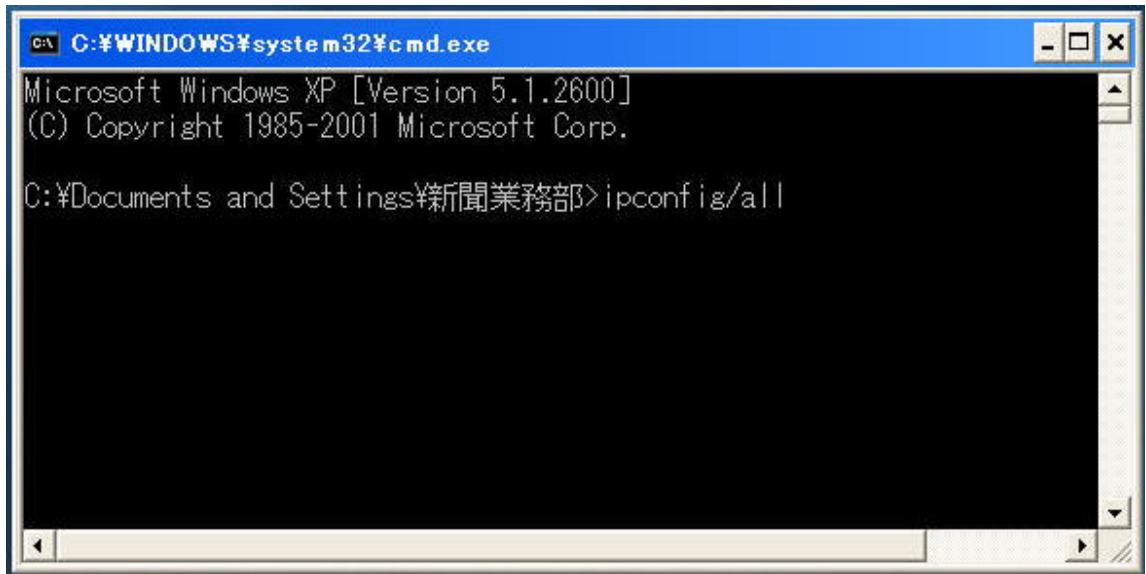 C:¥WINDOWS¥system32¥cmd.exe
Microsoft Windows XP [Version 5.1.2600]
(C) Copyright 1985-2001 Microsoft Corp.
C:¥Documents and Settings¥新聞業務部>ipconfig/all